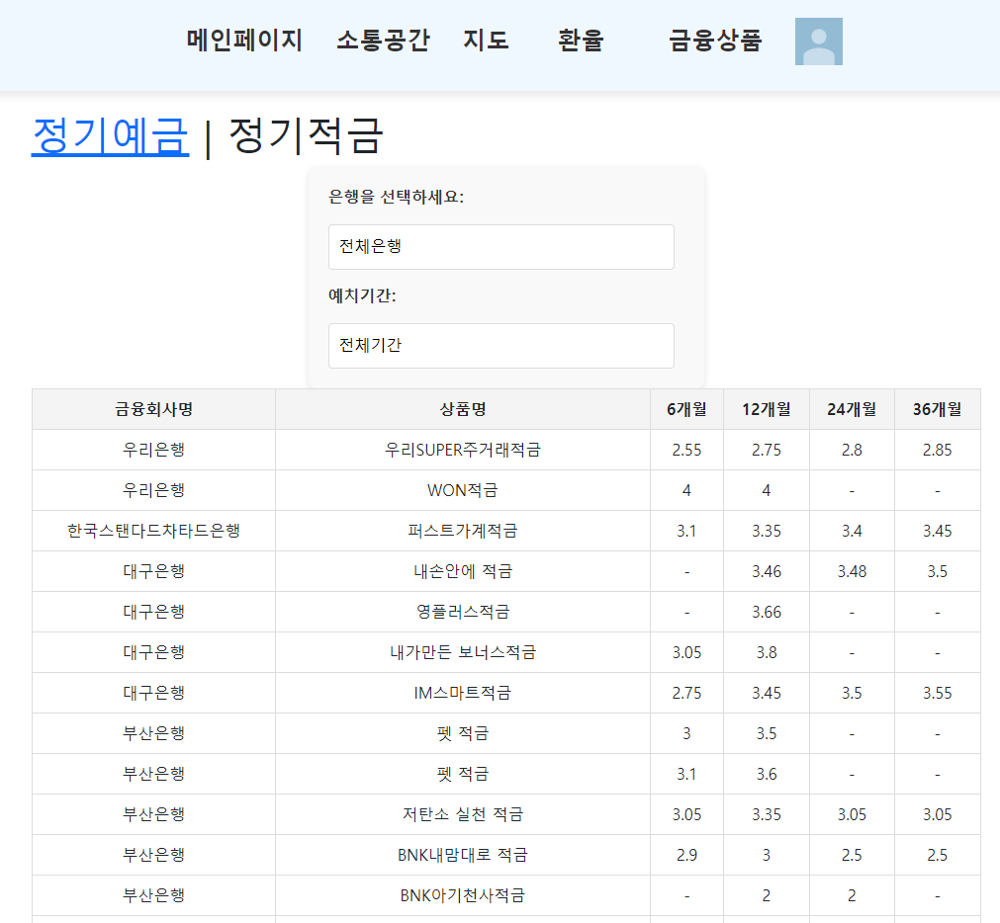 메인페이지 소통공간 지도 환율 금융상품
정기예금 | 정기적금
은행을 선택하세요:
전체은행
예치기간:
전체기간
금융회사명 상품명 6개월 12개월 24개월 36개월
우리은행 우리SUPER주거래적금 2.55 2.75 2.8 2.85
우리은행 WON적금 4 4 - -
한국스탠다드차타드은행 퍼스트가계적금 3.1 3.35 3.4 3.45
대구은행 내손안에 적금 - 3.46 3.48 3.5
대구은행 영플러스적금 - 3.66 - -
대구은행 내가만든 보너스적금 3.05 3.8 - -
대구은행 IM스마트적금 2.75 3.45 3.5 3.55
부산은행 펫 적금 3 3.5 - -
부산은행 펫 적금 3.1 3.6 - -
부산은행 저탄소 실천 적금 3.05 3.35 3.05 3.05
부산은행 BNK내맘대로 적금 2.9 3 2.5 2.5
부산은행 BNK아기천사적금 - 2 2 -